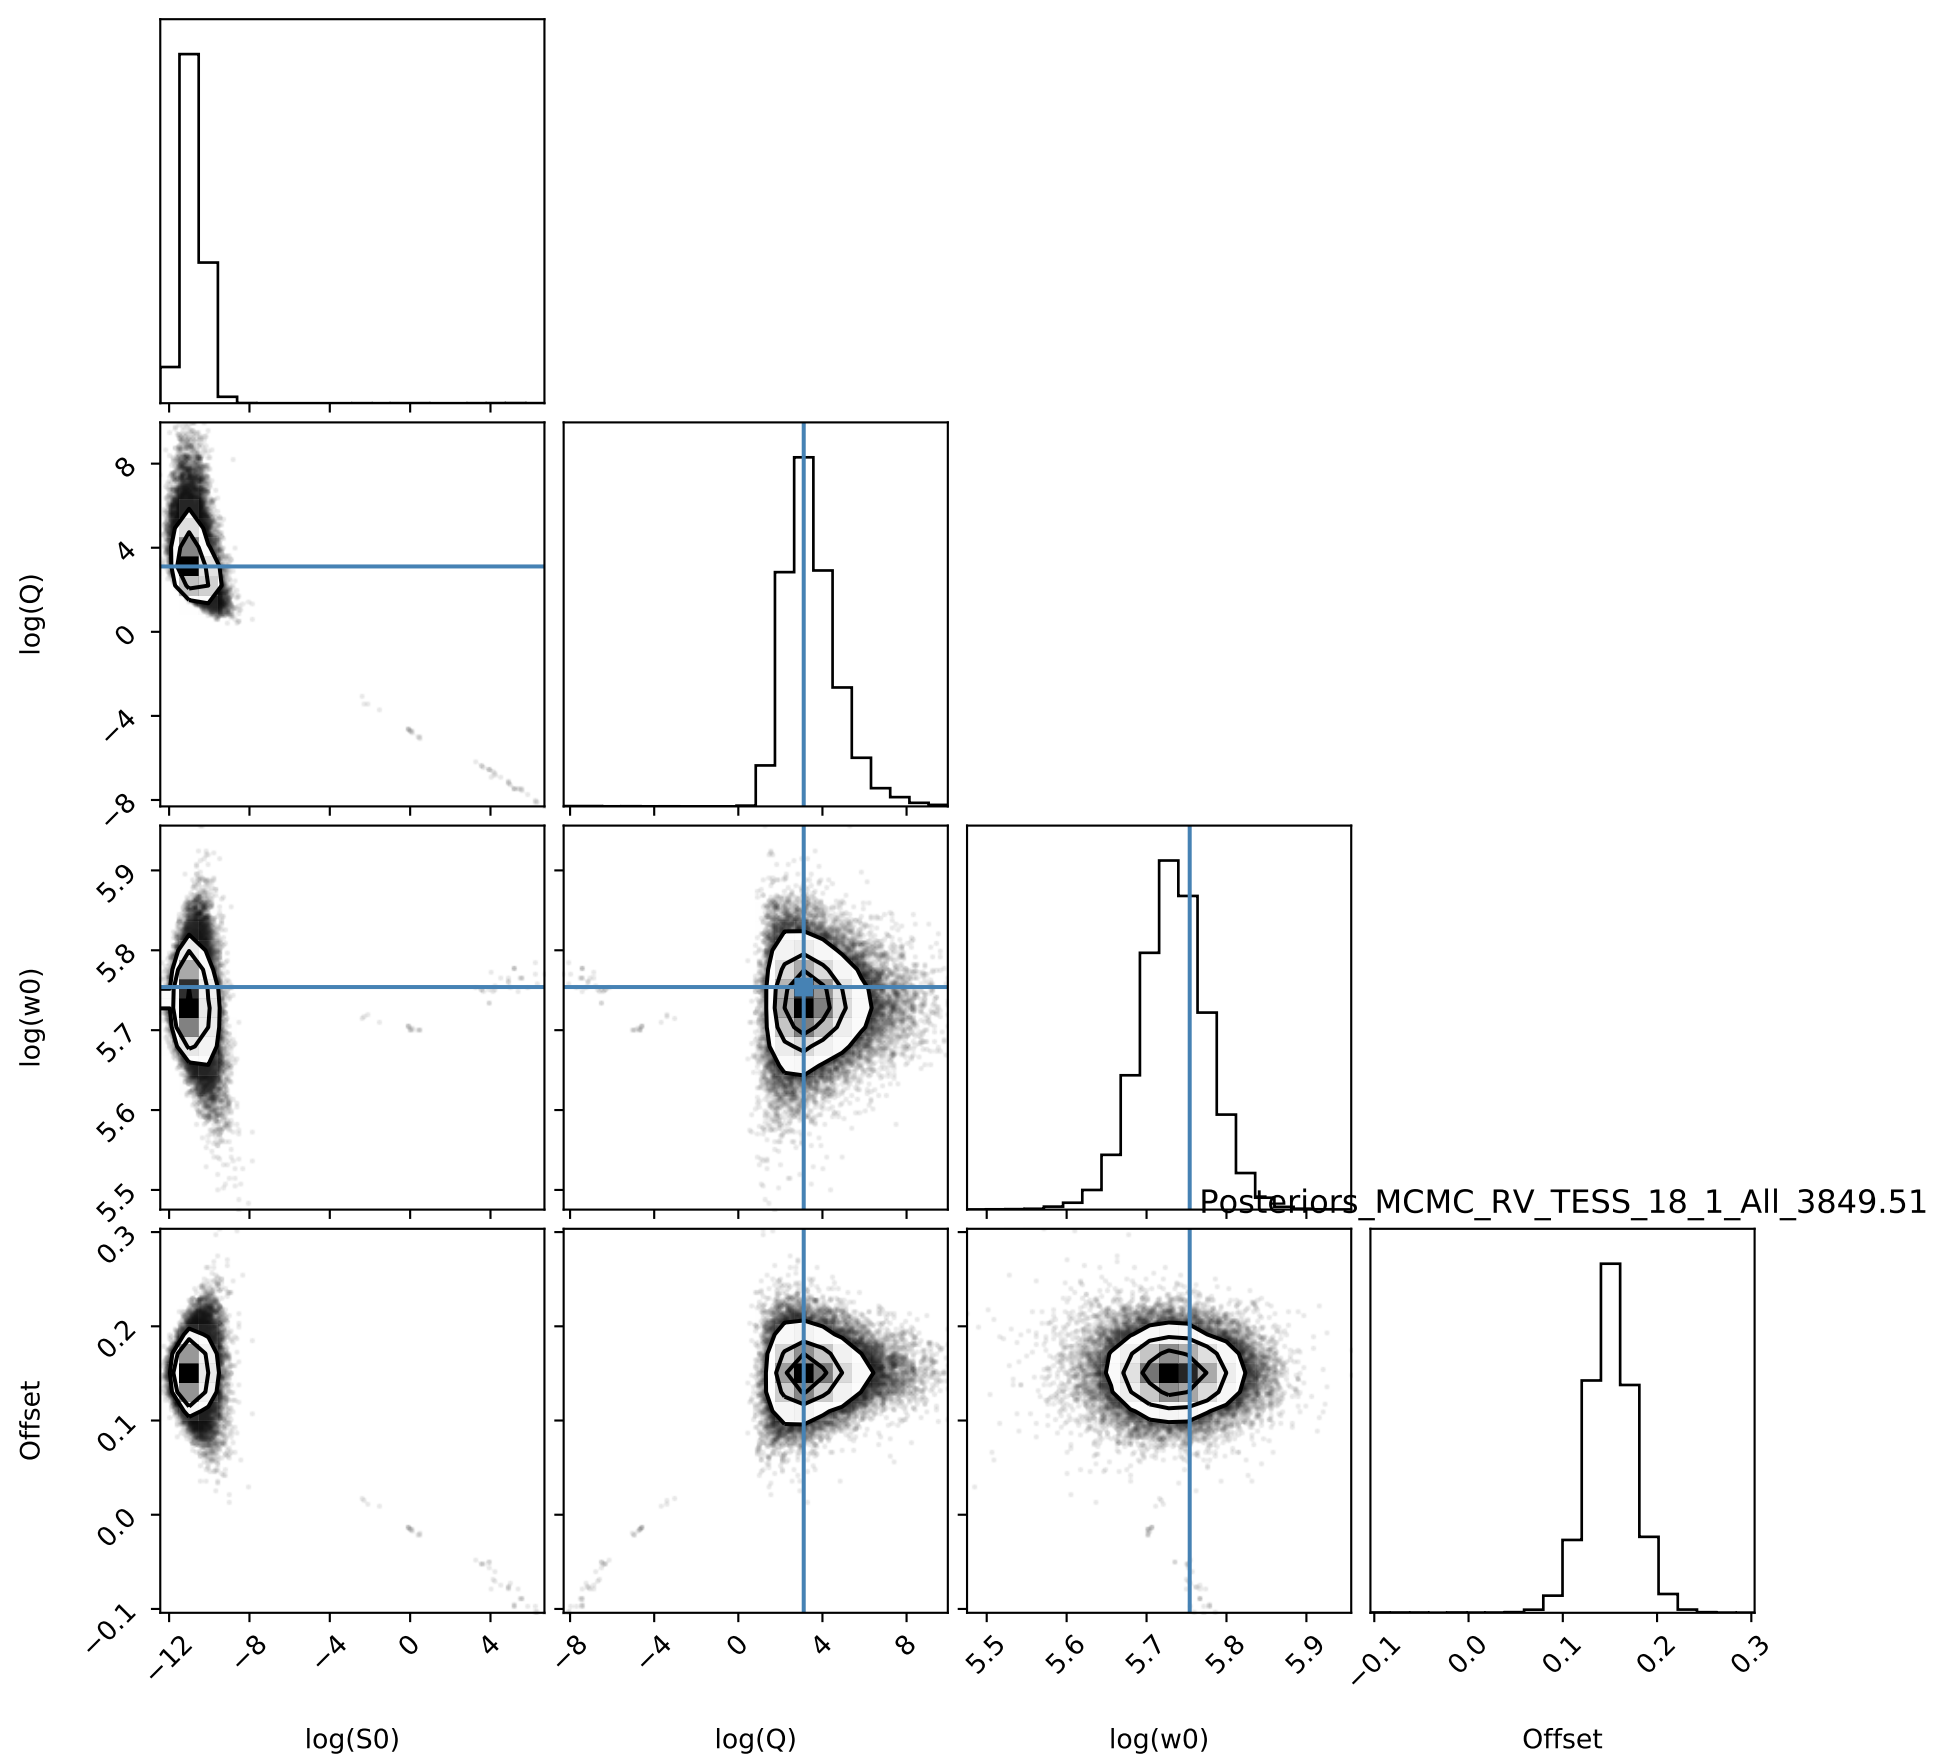 8
4
0
−4
−8
log(Q)
5.9
5.8
5.7
5.6
5.5
log(w0)
Posteriors_MCMC_RV_TESS_18_1_All_3849.51
0.3
0.2
0.1
0.0
−0.1
Offset
−12 −8 −4 0 4
−8 −4 0 4 8
5.5 5.6 5.7 5.8 5.9
−0.1 0.0 0.1 0.2 0.3
log(S0) log(Q) log(w0) Offset